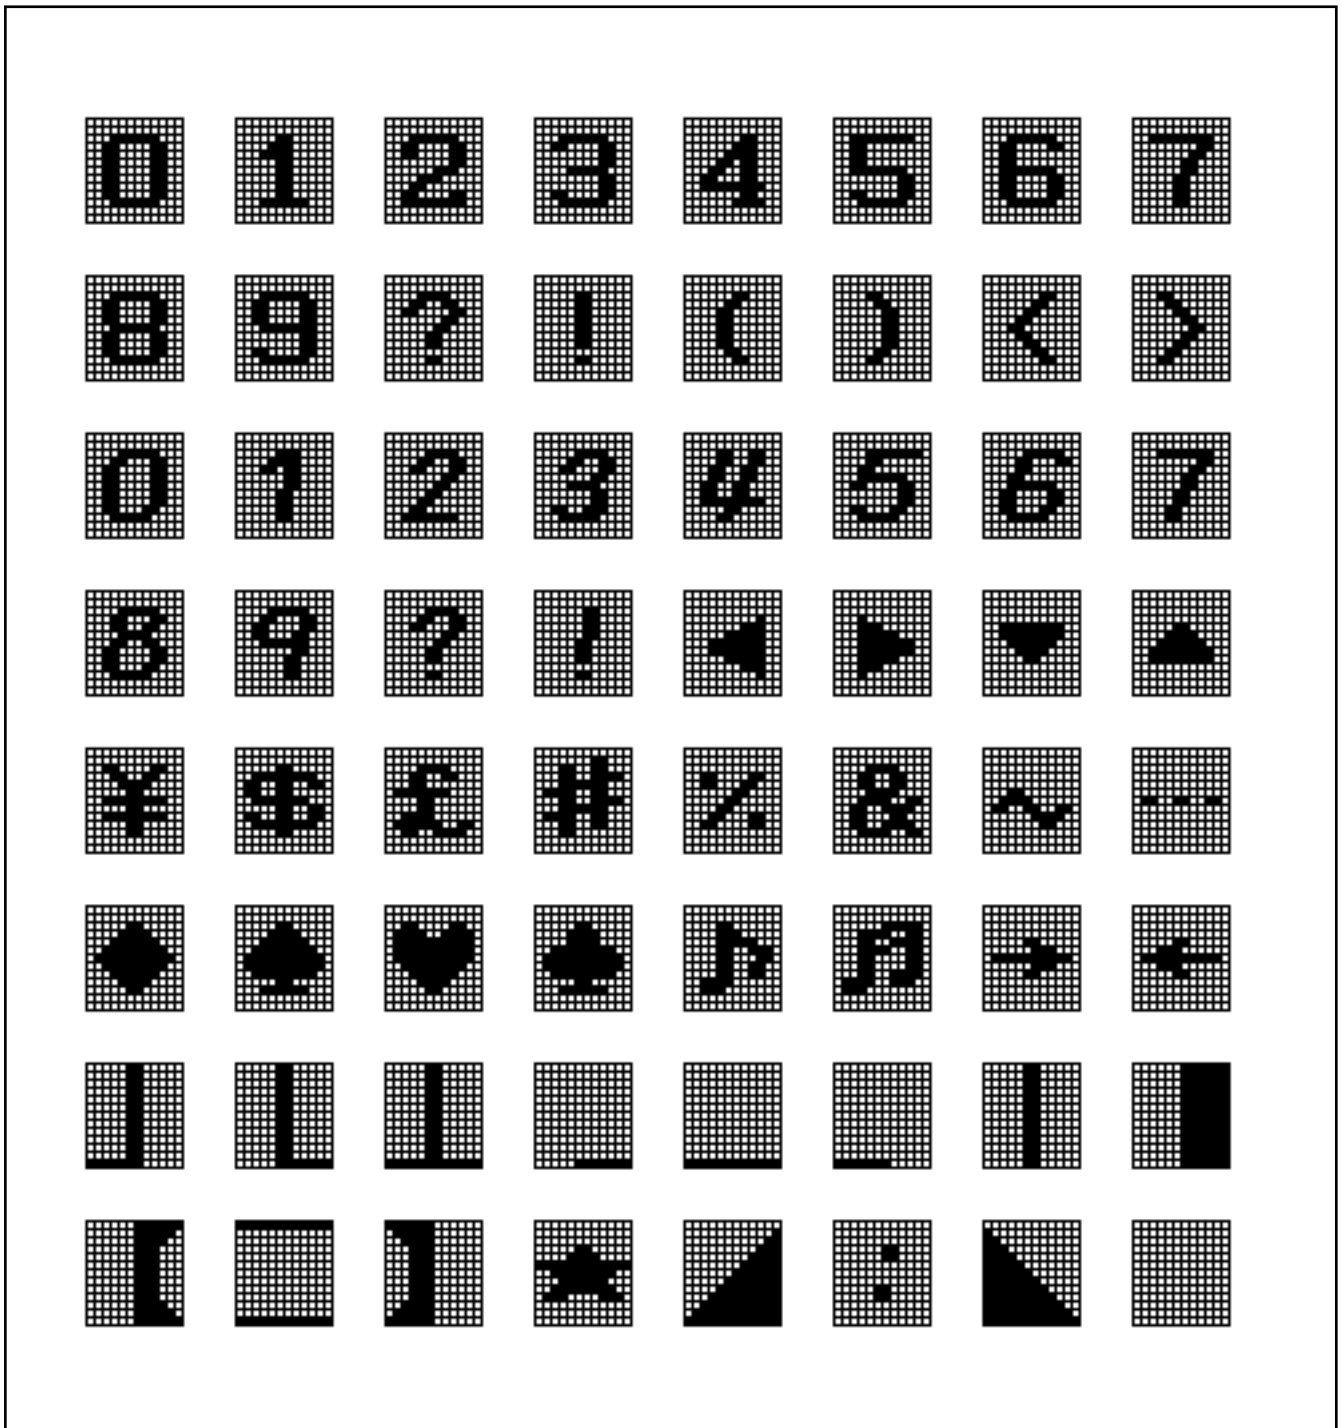 0 1 2 3 4 5 6 7
8 9 ? ! ( ) < >
0 1 2 3 4 5 6 7
8 9 ? ! ◀ ▶ ▼ ▲
¥ $ £ # % & ~ ---
◆ ♠ ♥ ♣ ♪ ♫ → ←
★ :